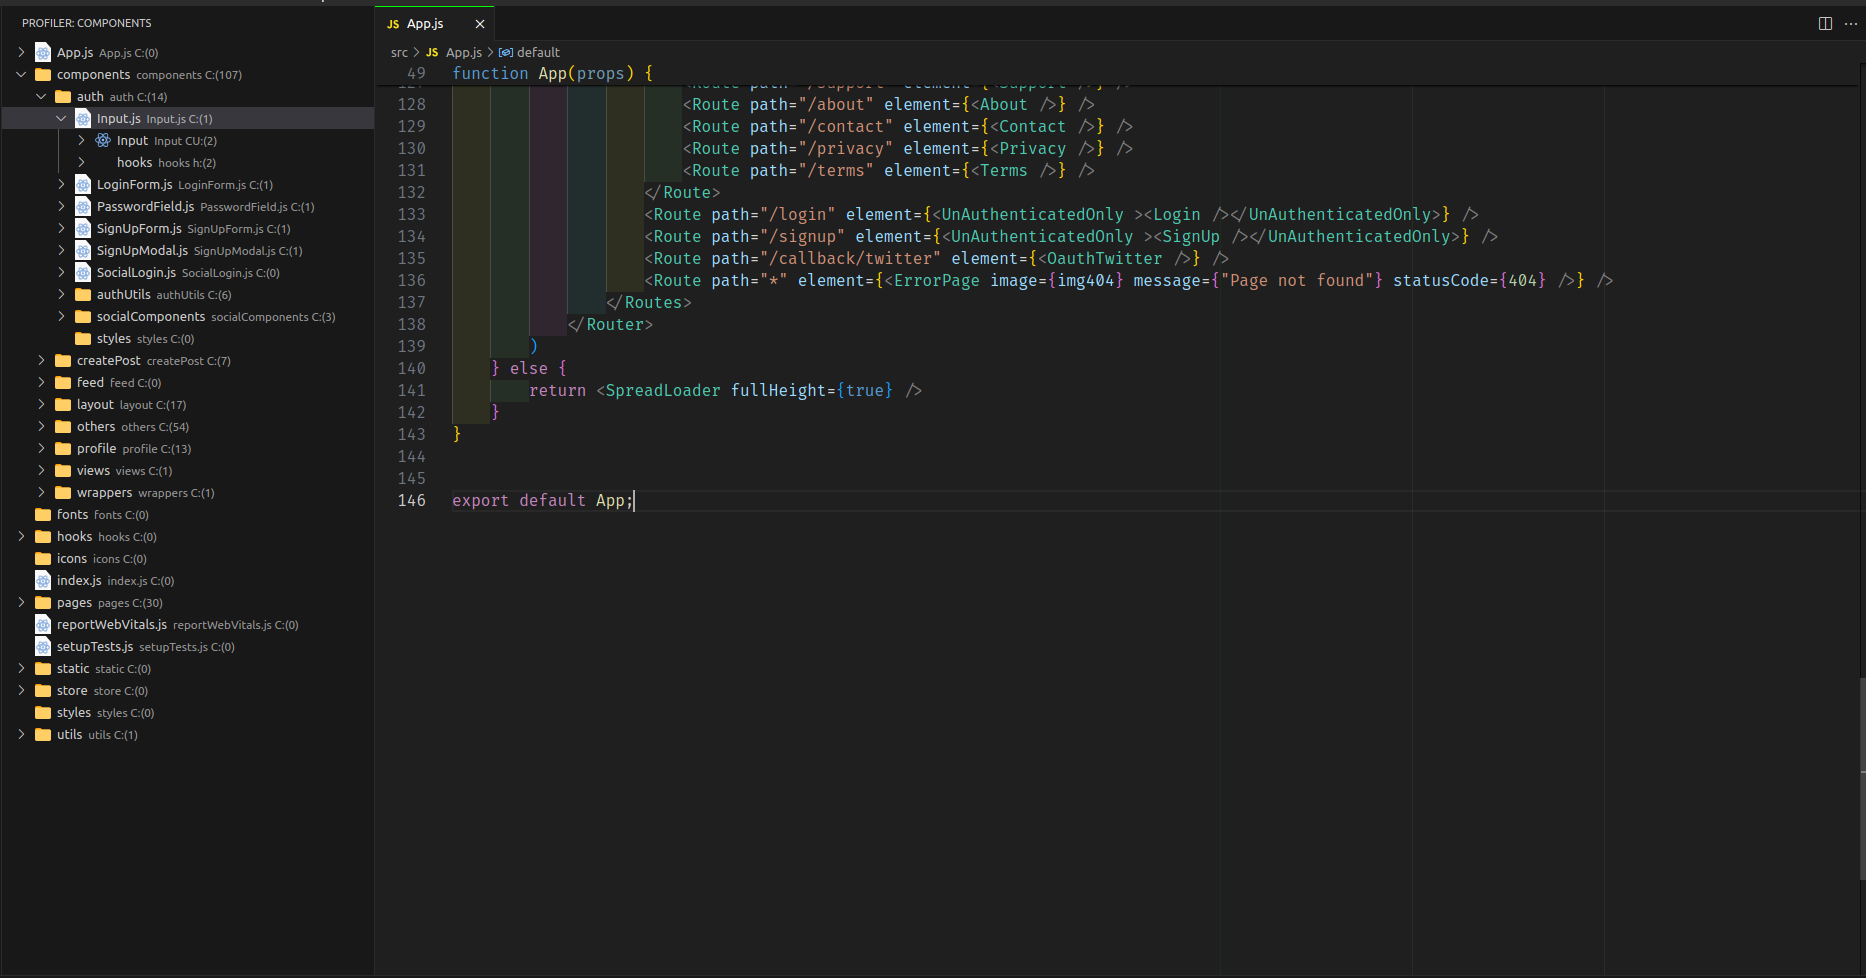 PROFILER: COMPONENTS
App.js App.js C:(0)
components components C:(107)
auth auth C:(14)
Input.js Input.js C:(1)
Input Input CU:(2)
hooks hooks h:(2)
LoginForm.js LoginForm.js C:(1)
PasswordField.js PasswordField.js C:(1)
SignUpForm.js SignUpForm.js C:(1)
SignUpModal.js SignUpModal.js C:(1)
SocialLogin.js SocialLogin.js C:(0)
authUtils authUtils C:(6)
socialComponents socialComponents C:(3)
styles styles C:(0)
createPost createPost C:(7)
feed feed C:(0)
layout layout C:(17)
others others C:(54)
profile profile C:(13)
views views C:(1)
wrappers wrappers C:(1)
fonts fonts C:(0)
hooks hooks C:(0)
icons icons C:(0)
index.js index.js C:(0)
pages pages C:(30)
reportWebVitals.js reportWebVitals.js C:(0)
setupTests.js setupTests.js C:(0)
static static C:(0)
store store C:(0)
styles styles C:(0)
utils utils C:(1)
JS App.js
src > JS App.js > default
49 function App(props) {
127 <Route path="/support" element={<Support />} />
128 <Route path="/about" element={<About />} />
129 <Route path="/contact" element={<Contact />} />
130 <Route path="/privacy" element={<Privacy />} />
131 <Route path="/terms" element={<Terms />} />
132 </Route>
133 <Route path="/login" element={<UnAuthenticatedOnly ><Login /></UnAuthenticatedOnly>} />
134 <Route path="/signup" element={<UnAuthenticatedOnly ><SignUp /></UnAuthenticatedOnly>} />
135 <Route path="/callback/twitter" element={<OauthTwitter />} />
136 <Route path="*" element={<ErrorPage image={img404} message={"Page not found"} statusCode={404} />} />
137 </Routes>
138 </Router>
139 )
140 } else {
141 return <SpreadLoader fullHeight={true} />
142 }
143 }
144
145
146 export default App;